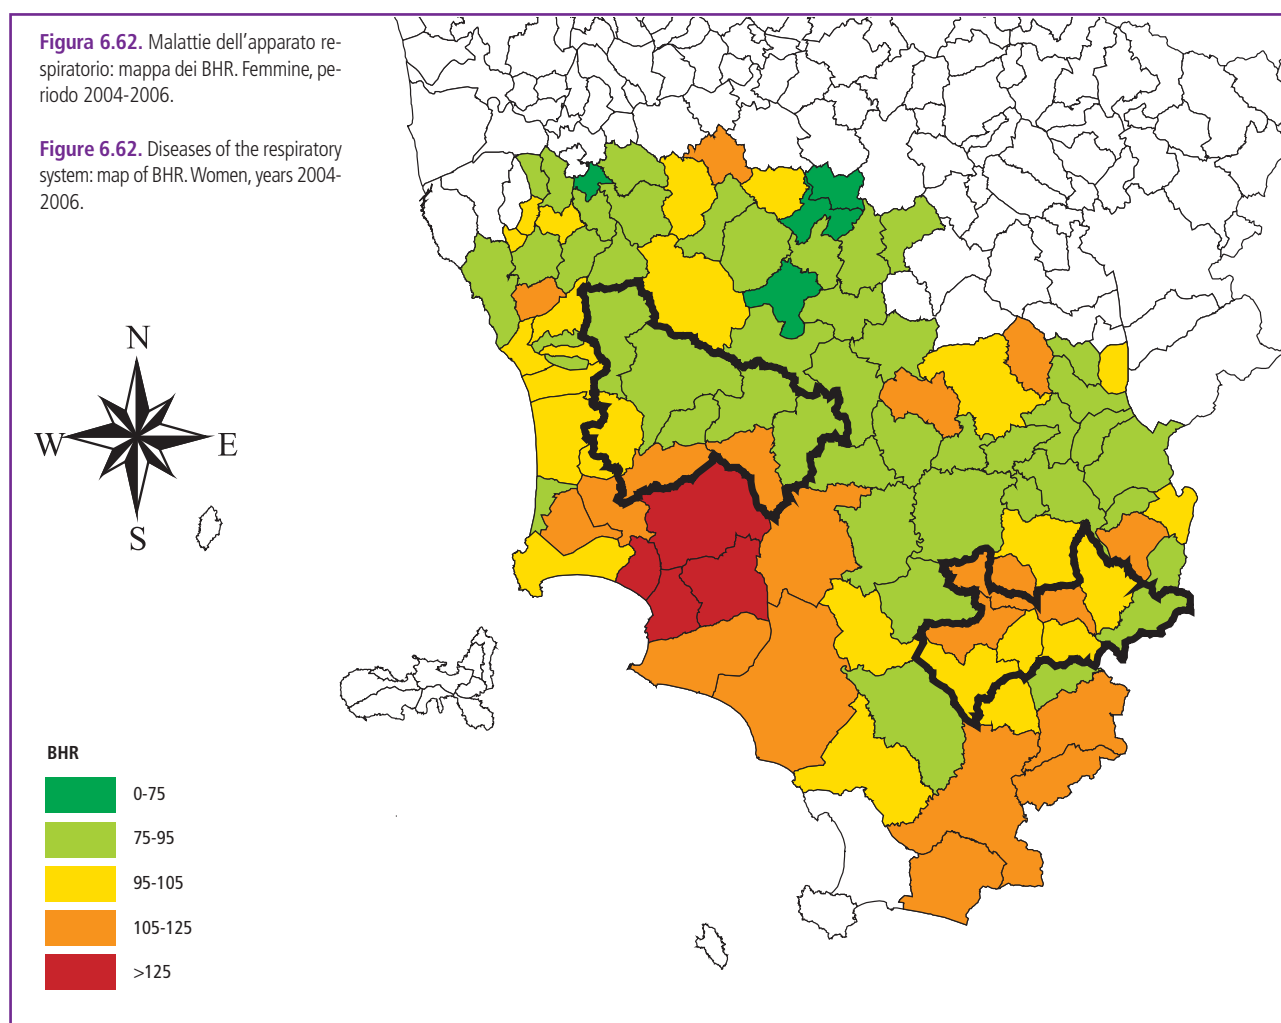 Figura 6.62. Malattie dell'apparato re-
spiratorio: mappa dei BHR. Femmine, pe-
riodo 2004-2006.
Figure 6.62. Diseases of the respiratory
system: map of BHR. Women, years 2004-
2006.
N
W
E
S
BHR
0-75
75-95
95-105
105-125
>125